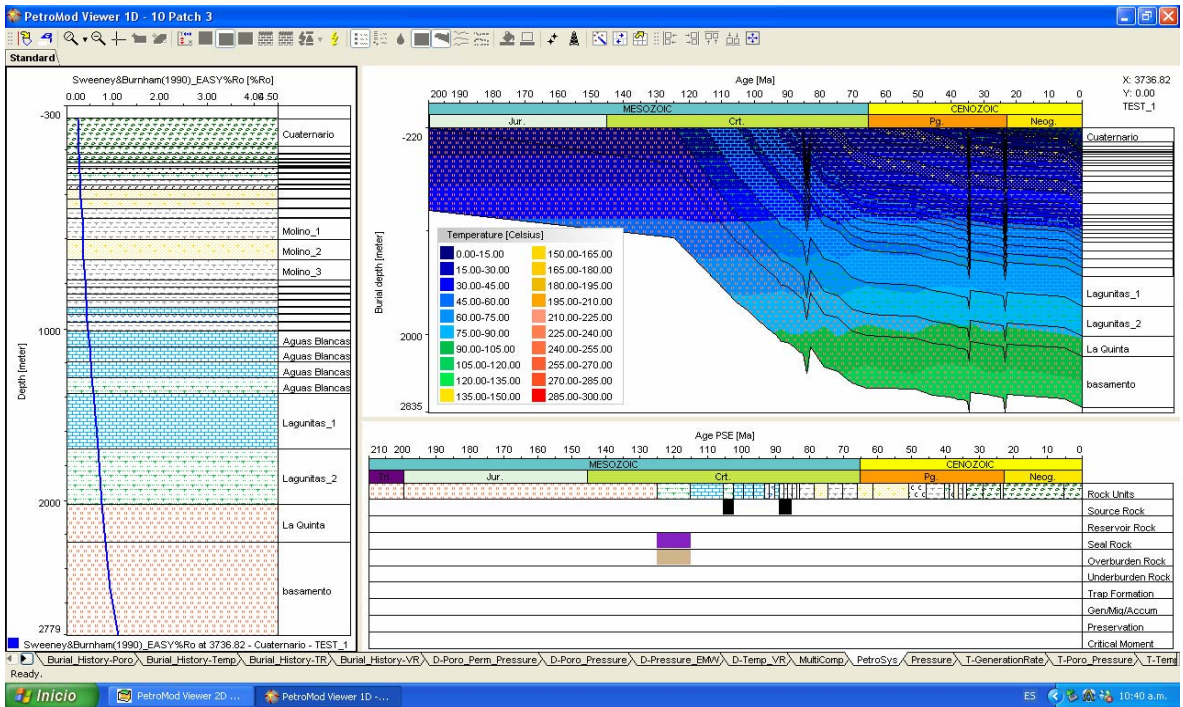 PetroMod Viewer 1D - 10 Patch 3
Standard
Sweeney&Burnham(1990)_EASY%Ro [%Ro]
0.00 1.00 2.00 3.00 4.00 4.50
-300
1000
2000
2779
Depth [meter]
Cuaternario
Molino_1
Molino_2
Molino_3
Aguas Blancas
Aguas Blancas
Aguas Blancas
Aguas Blancas
Lagunitas_1
Lagunitas_2
La Quinta
basamento
Sweeney&Burnham(1990)_EASY%Ro at 3736.82 - Cuaternario - TEST_1
Age [Ma]
200 190 180 170 160 150 140 130 120 110 100 90 80 70 60 50 40 30 20 10 0
X: 3736.82
Y: 0.00
TEST_1
MESOZOIC CENOZOIC
Jur. Crt. Pg. Neog.
-220
2000
2835
Burial depth [meter]
Temperature [Celsius]
0.00-15.00 150.00-165.00
15.00-30.00 165.00-180.00
30.00-45.00 180.00-195.00
45.00-60.00 195.00-210.00
60.00-75.00 210.00-225.00
75.00-90.00 225.00-240.00
90.00-105.00 240.00-255.00
105.00-120.00 255.00-270.00
120.00-135.00 270.00-285.00
135.00-150.00 285.00-300.00
Cuaternario
Lagunitas_1
Lagunitas_2
La Quinta
basamento
Age PSE [Ma]
210 200 190 180 170 160 150 140 130 120 110 100 90 80 70 60 50 40 30 20 10 0
MESOZOIC CENOZOIC
Jur. Crt. Pg. Neog.
Rock Units
Source Rock
Reservoir Rock
Seal Rock
Overburden Rock
Underburden Rock
Trap Formation
Gen/Mig/Accum
Preservation
Critical Moment
Burial_History-Poro Burial_History-Temp Burial_History-TR Burial_History-VR D-Poro_Perm_Pressure D-Poro_Pressure D-Pressure_EMW D-Temp_VR MultiComp PetroSys Pressure T-GenerationRate T-Poro_Pressure T-Temp
Ready.
Inicio PetroMod Viewer 2D ... PetroMod Viewer 1D -... ES 10:40 a.m.